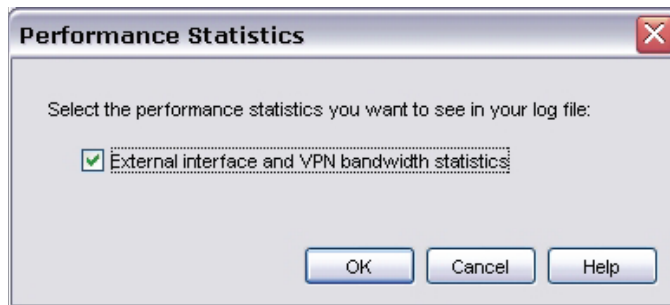 Performance Statistics
Select the performance statistics you want to see in your log file:
External interface and VPN bandwidth statistics
OK Cancel Help